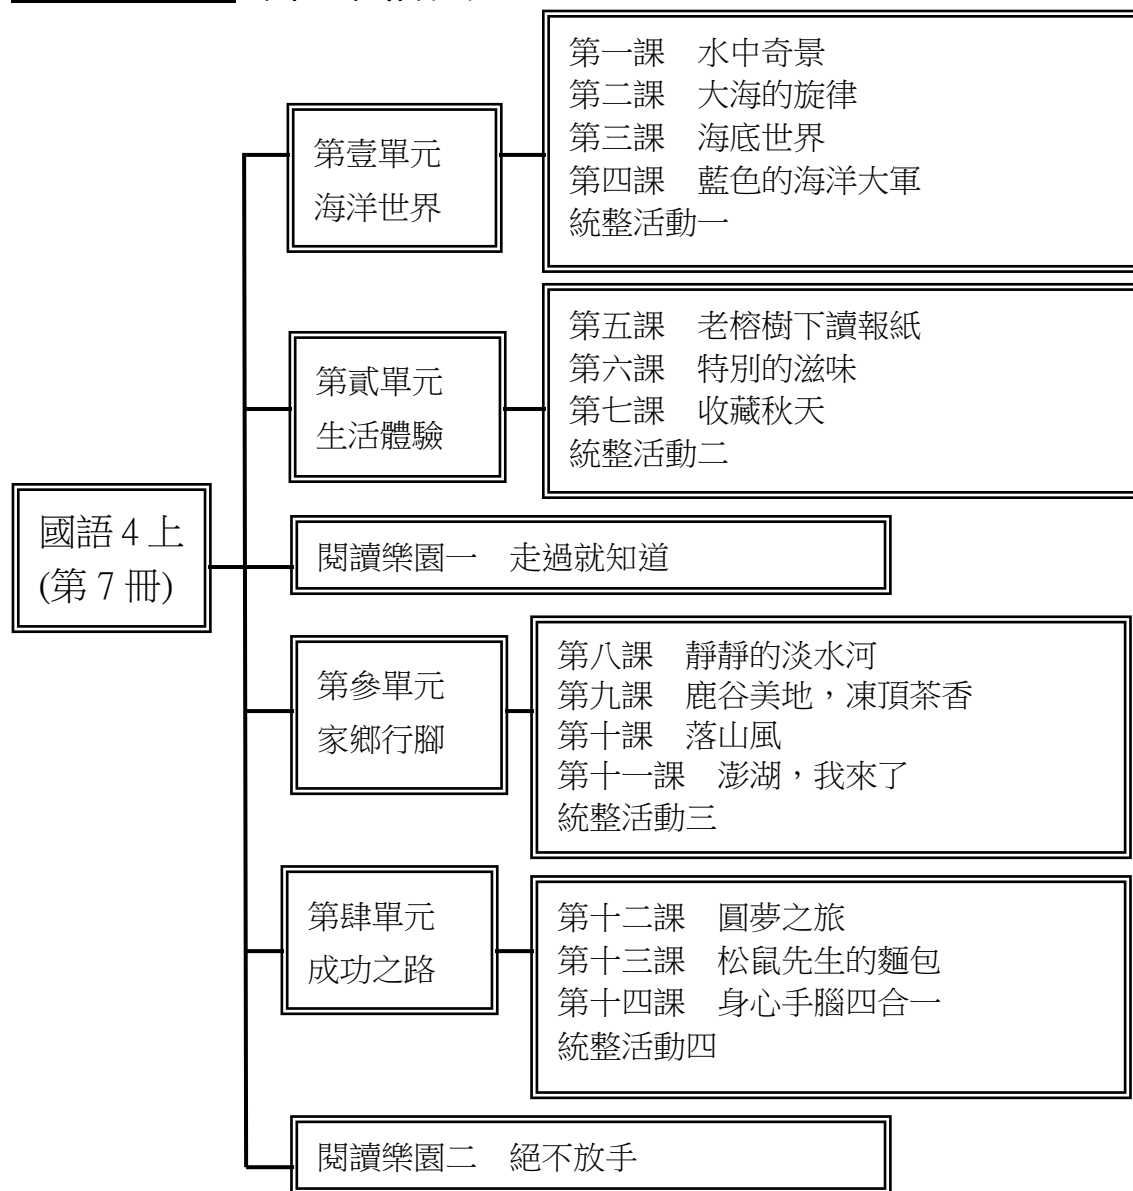 國語 4 上
(第 7 冊)
第壹單元
海洋世界
第一課 水中奇景
第二課 大海的旋律
第三課 海底世界
第四課 藍色的海洋大軍
統整活動一
第貳單元
生活體驗
第五課 老榕樹下讀報紙
第六課 特別的滋味
第七課 收藏秋天
統整活動二
閱讀樂園一 走過就知道
第參單元
家鄉行腳
第八課 靜靜的淡水河
第九課 鹿谷美地，凍頂茶香
第十課 落山風
第十一課 澎湖，我來了
統整活動三
第肆單元
成功之路
第十二課 圓夢之旅
第十三課 松鼠先生的麵包
第十四課 身心手腦四合一
統整活動四
閱讀樂園二 絕不放手